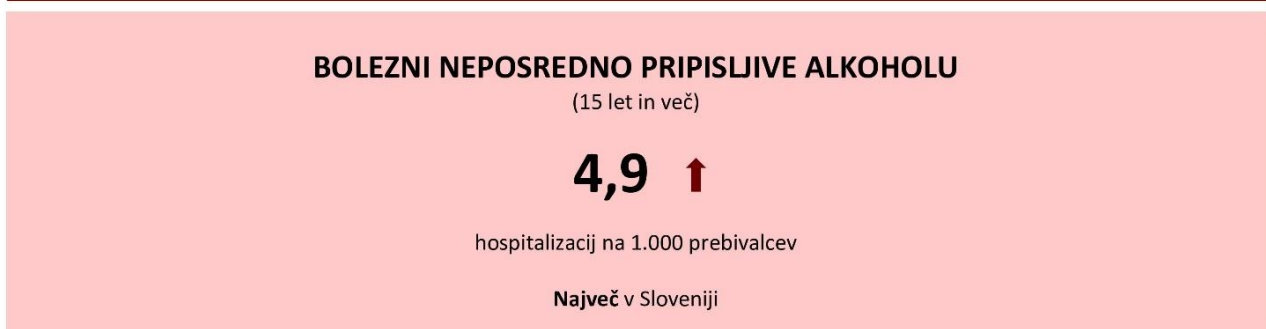 BOLEZNI NEPOSREDNO PRIPISLJIVE ALKOHOLU
(15 let in več)
4,9
hospitalizacij na 1.000 prebivalcev
Največ v Sloveniji